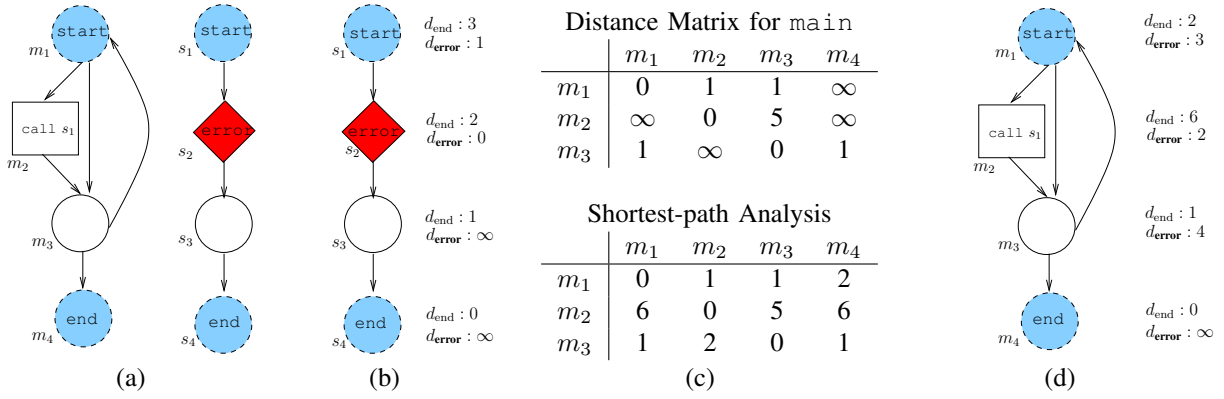 start
m₁
call s₁
m₂
m₃
end
m₄
(a)
start
s₁
error
s₂
s₃
end
s₄
start
s₁
error
s₂
s₃
end
s₄
(b)
d_end : 3
d_error : 1
d_end : 2
d_error : 0
d_end : 1
d_error : ∞
d_end : 0
d_error : ∞
Distance Matrix for main
m₁ m₂ m₃ m₄
m₁ 0 1 1 ∞
m₂ ∞ 0 5 ∞
m₃ 1 ∞ 0 1
Shortest-path Analysis
m₁ m₂ m₃ m₄
m₁ 0 1 1 2
m₂ 6 0 5 6
m₃ 1 2 0 1
(c)
start
m₁
call s₁
m₂
m₃
end
m₄
(d)
d_end : 2
d_error : 3
d_end : 6
d_error : 2
d_end : 1
d_error : 4
d_end : 0
d_error : ∞